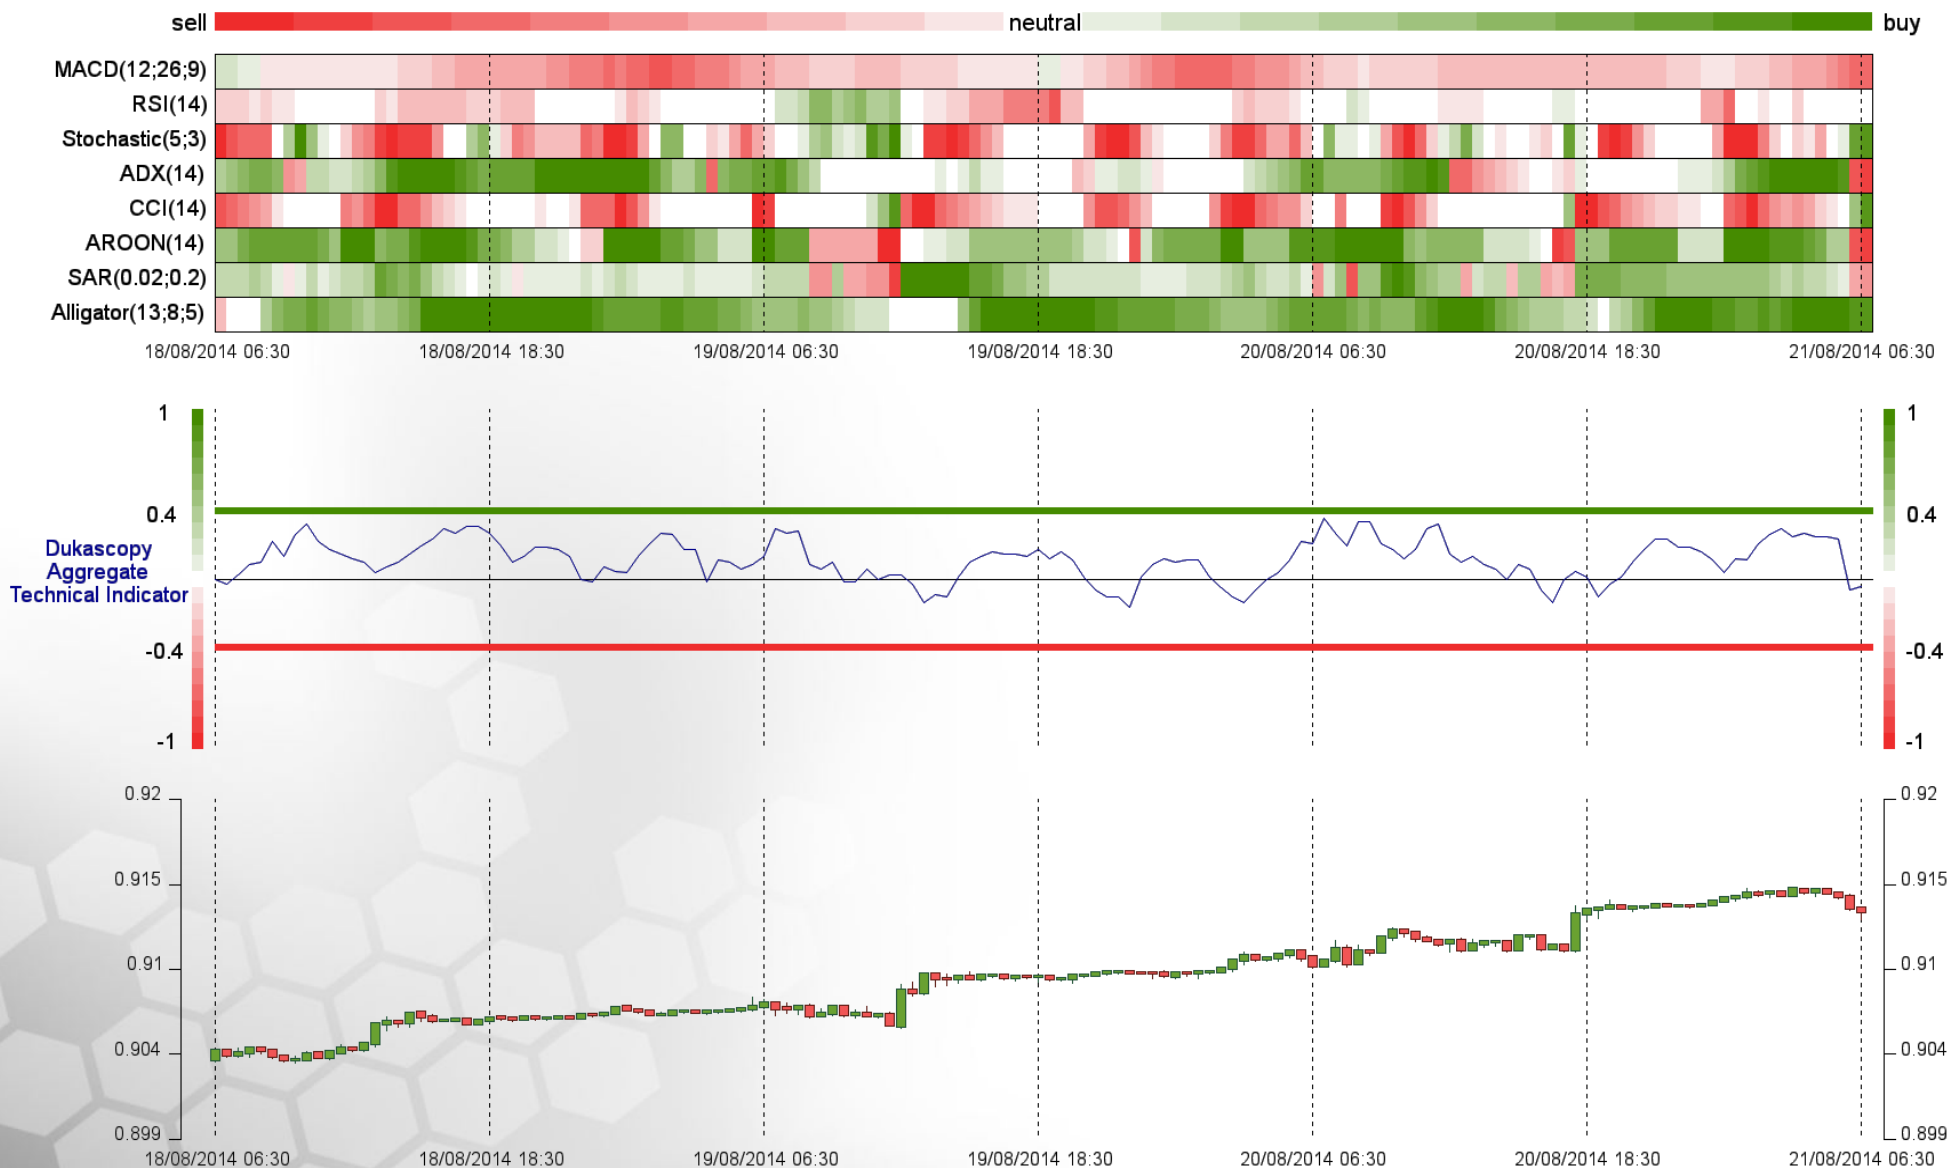 sell neutral buy
MACD(12;26;9)
RSI(14)
Stochastic(5;3)
ADX(14)
CCI(14)
AROON(14)
SAR(0.02;0.2)
Alligator(13;8;5)
18/08/2014 06:30 18/08/2014 18:30 19/08/2014 06:30 19/08/2014 18:30 20/08/2014 06:30 20/08/2014 18:30 21/08/2014 06:30
1 1
0.4 0.4
Dukascopy
Aggregate
Technical Indicator
-0.4 -0.4
-1 -1
0.92 0.92
0.915 0.915
0.91 0.91
0.904 0.904
0.899 0.899
18/08/2014 06:30 18/08/2014 18:30 19/08/2014 06:30 19/08/2014 18:30 20/08/2014 06:30 20/08/2014 18:30 21/08/2014 06:30